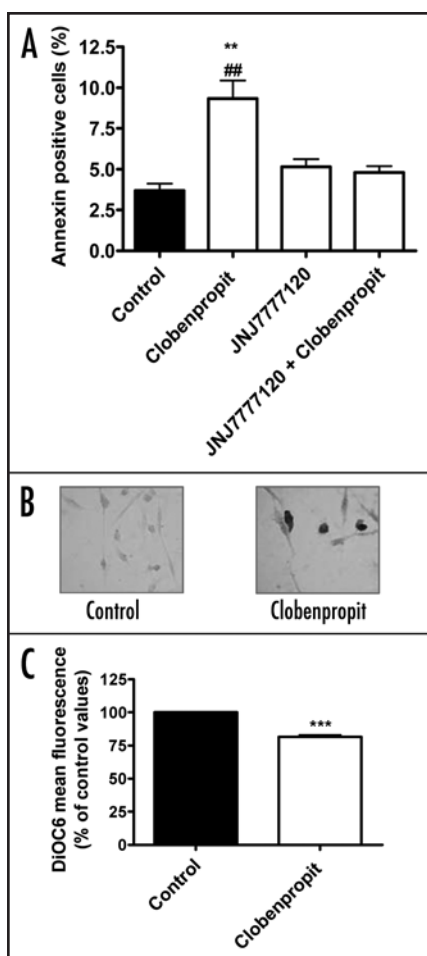 A
Annexin positive cells (%)
12.5
10.0
7.5
5.0
2.5
0.0
**
##
Control
Clobenpropit
JNJ7777120
JNJ7777120 + Clobenpropit
B
Control
Clobenpropit
C
DiOC6 mean fluorescence
(% of control values)
125
100
75
50
25
0
***
Control
Clobenpropit